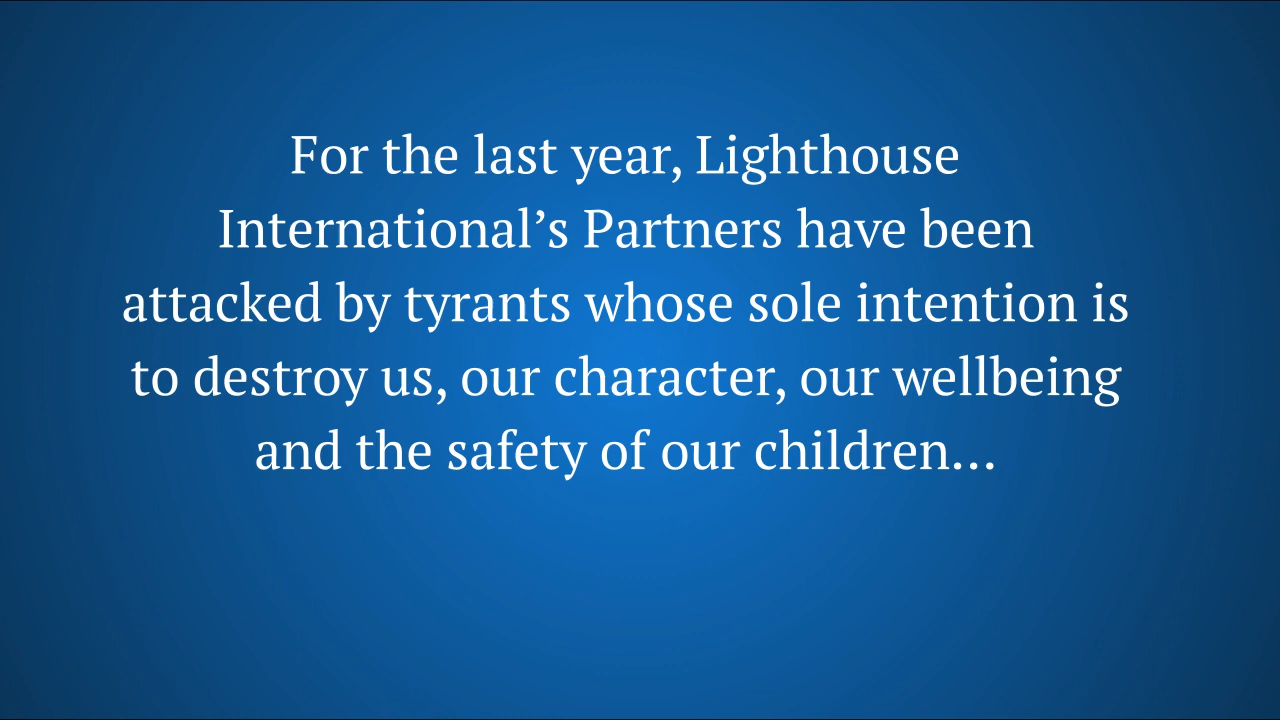 For the last year, Lighthouse
International’s Partners have been
attacked by tyrants whose sole intention is
to destroy us, our character, our wellbeing
and the safety of our children...